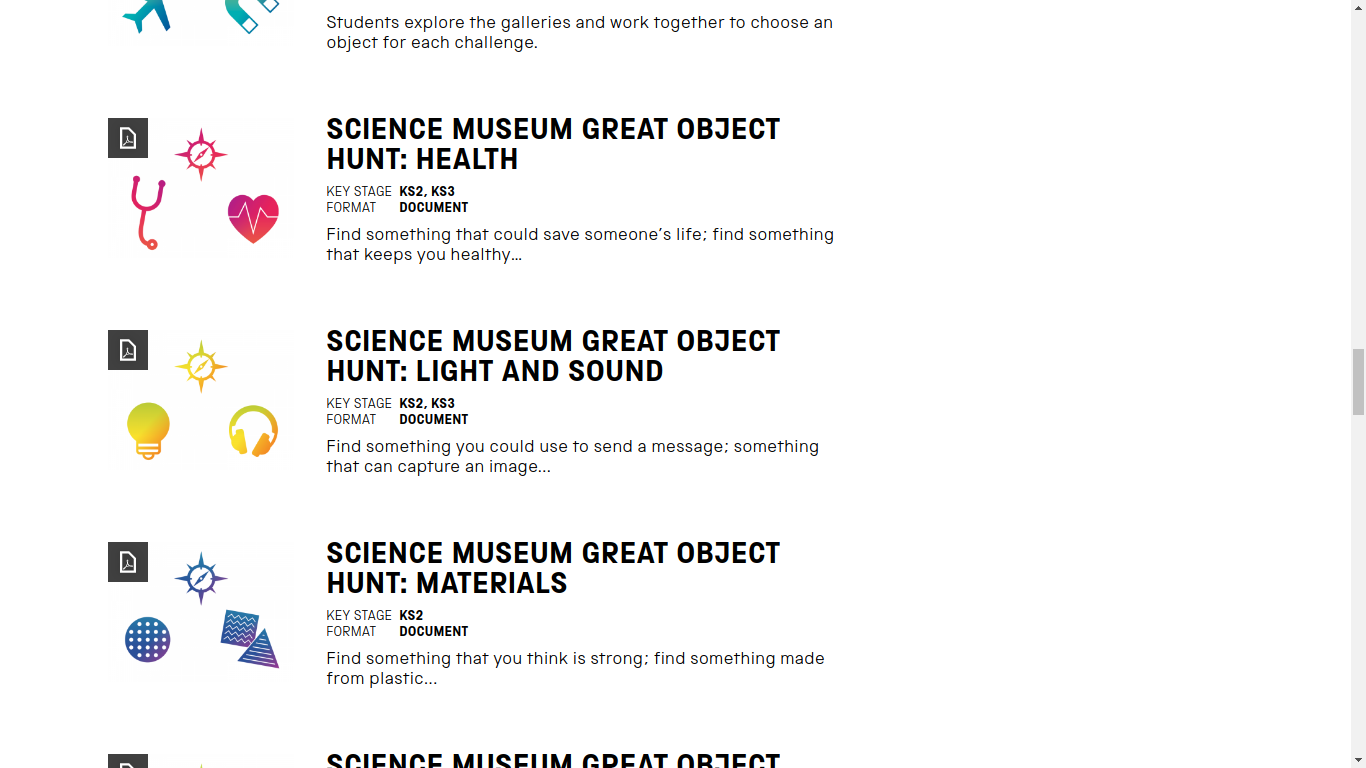 Students explore the galleries and work together to choose an
object for each challenge.
SCIENCE MUSEUM GREAT OBJECT
HUNT: HEALTH
KEY STAGE KS2, KS3
FORMAT DOCUMENT
Find something that could save someone’s life; find something
that keeps you healthy…
SCIENCE MUSEUM GREAT OBJECT
HUNT: LIGHT AND SOUND
KEY STAGE KS2, KS3
FORMAT DOCUMENT
Find something you could use to send a message; something
that can capture an image...
SCIENCE MUSEUM GREAT OBJECT
HUNT: MATERIALS
KEY STAGE KS2
FORMAT DOCUMENT
Find something that you think is strong; find something made
from plastic...
SCIENCE MUSEUM GREAT OBJECT